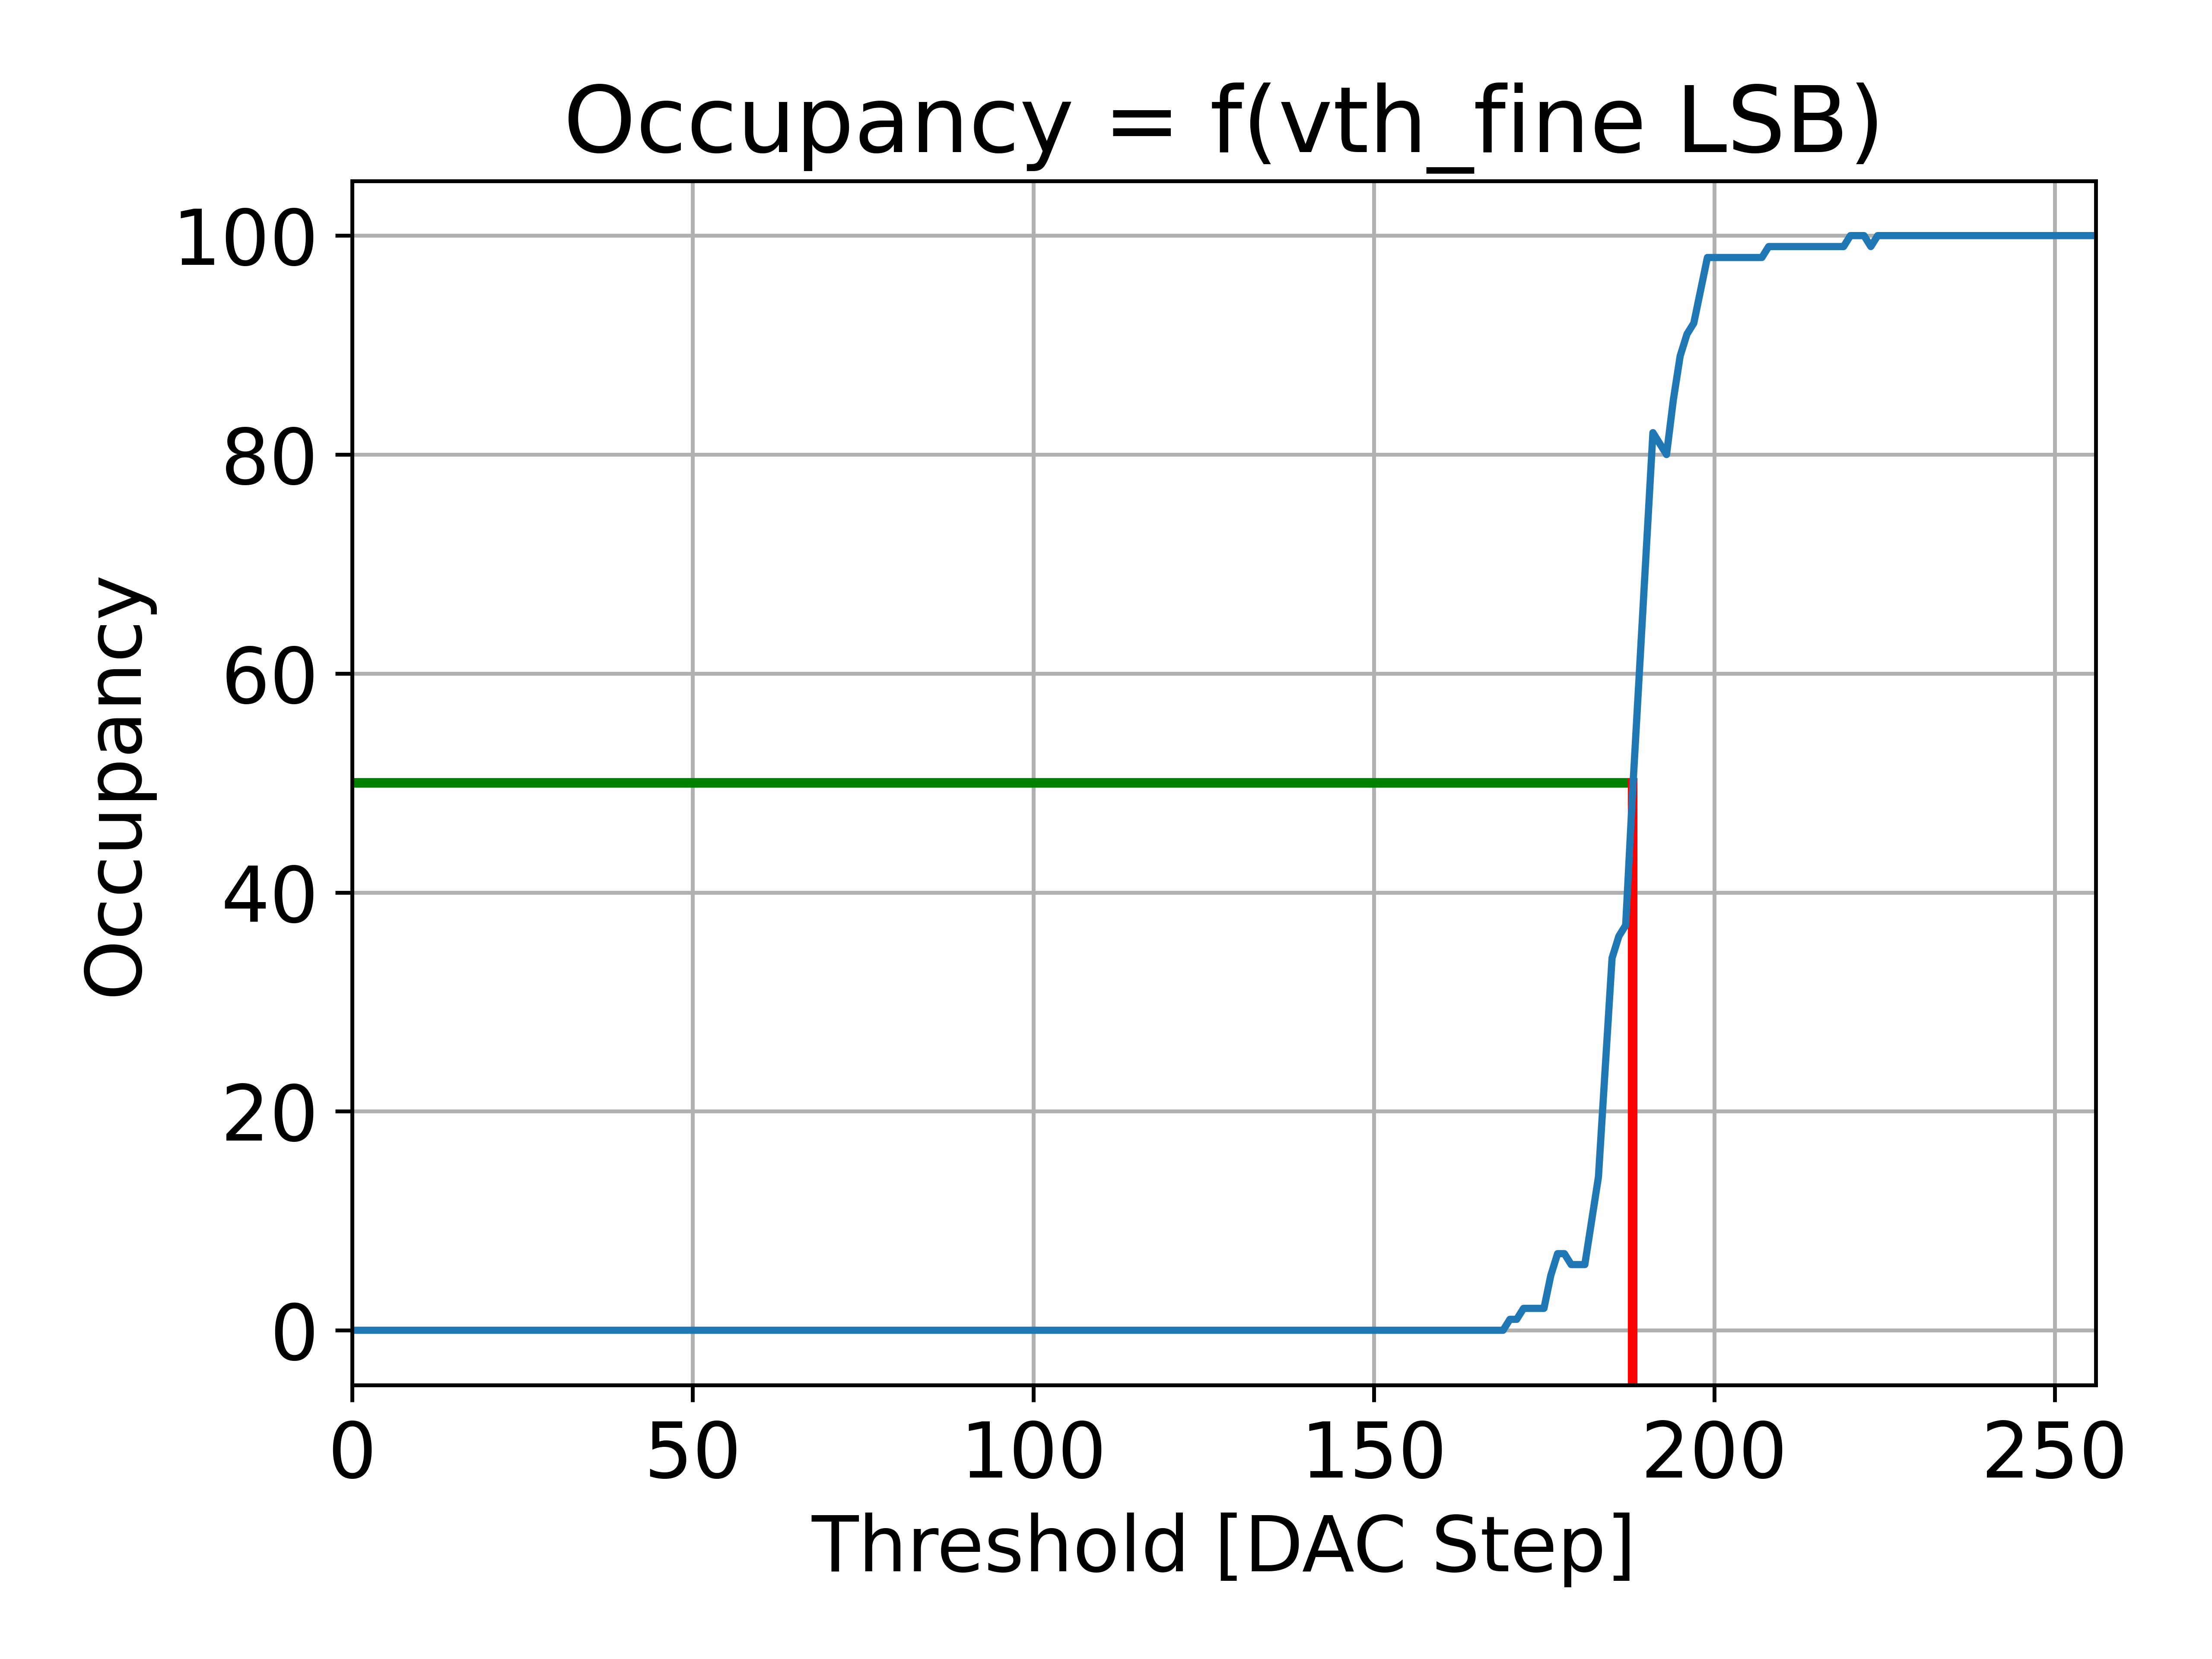 Occupancy = f(vth_fine LSB)
100
80
60
40
20
0
Occupancy
0 50 100 150 200 250
Threshold [DAC Step]